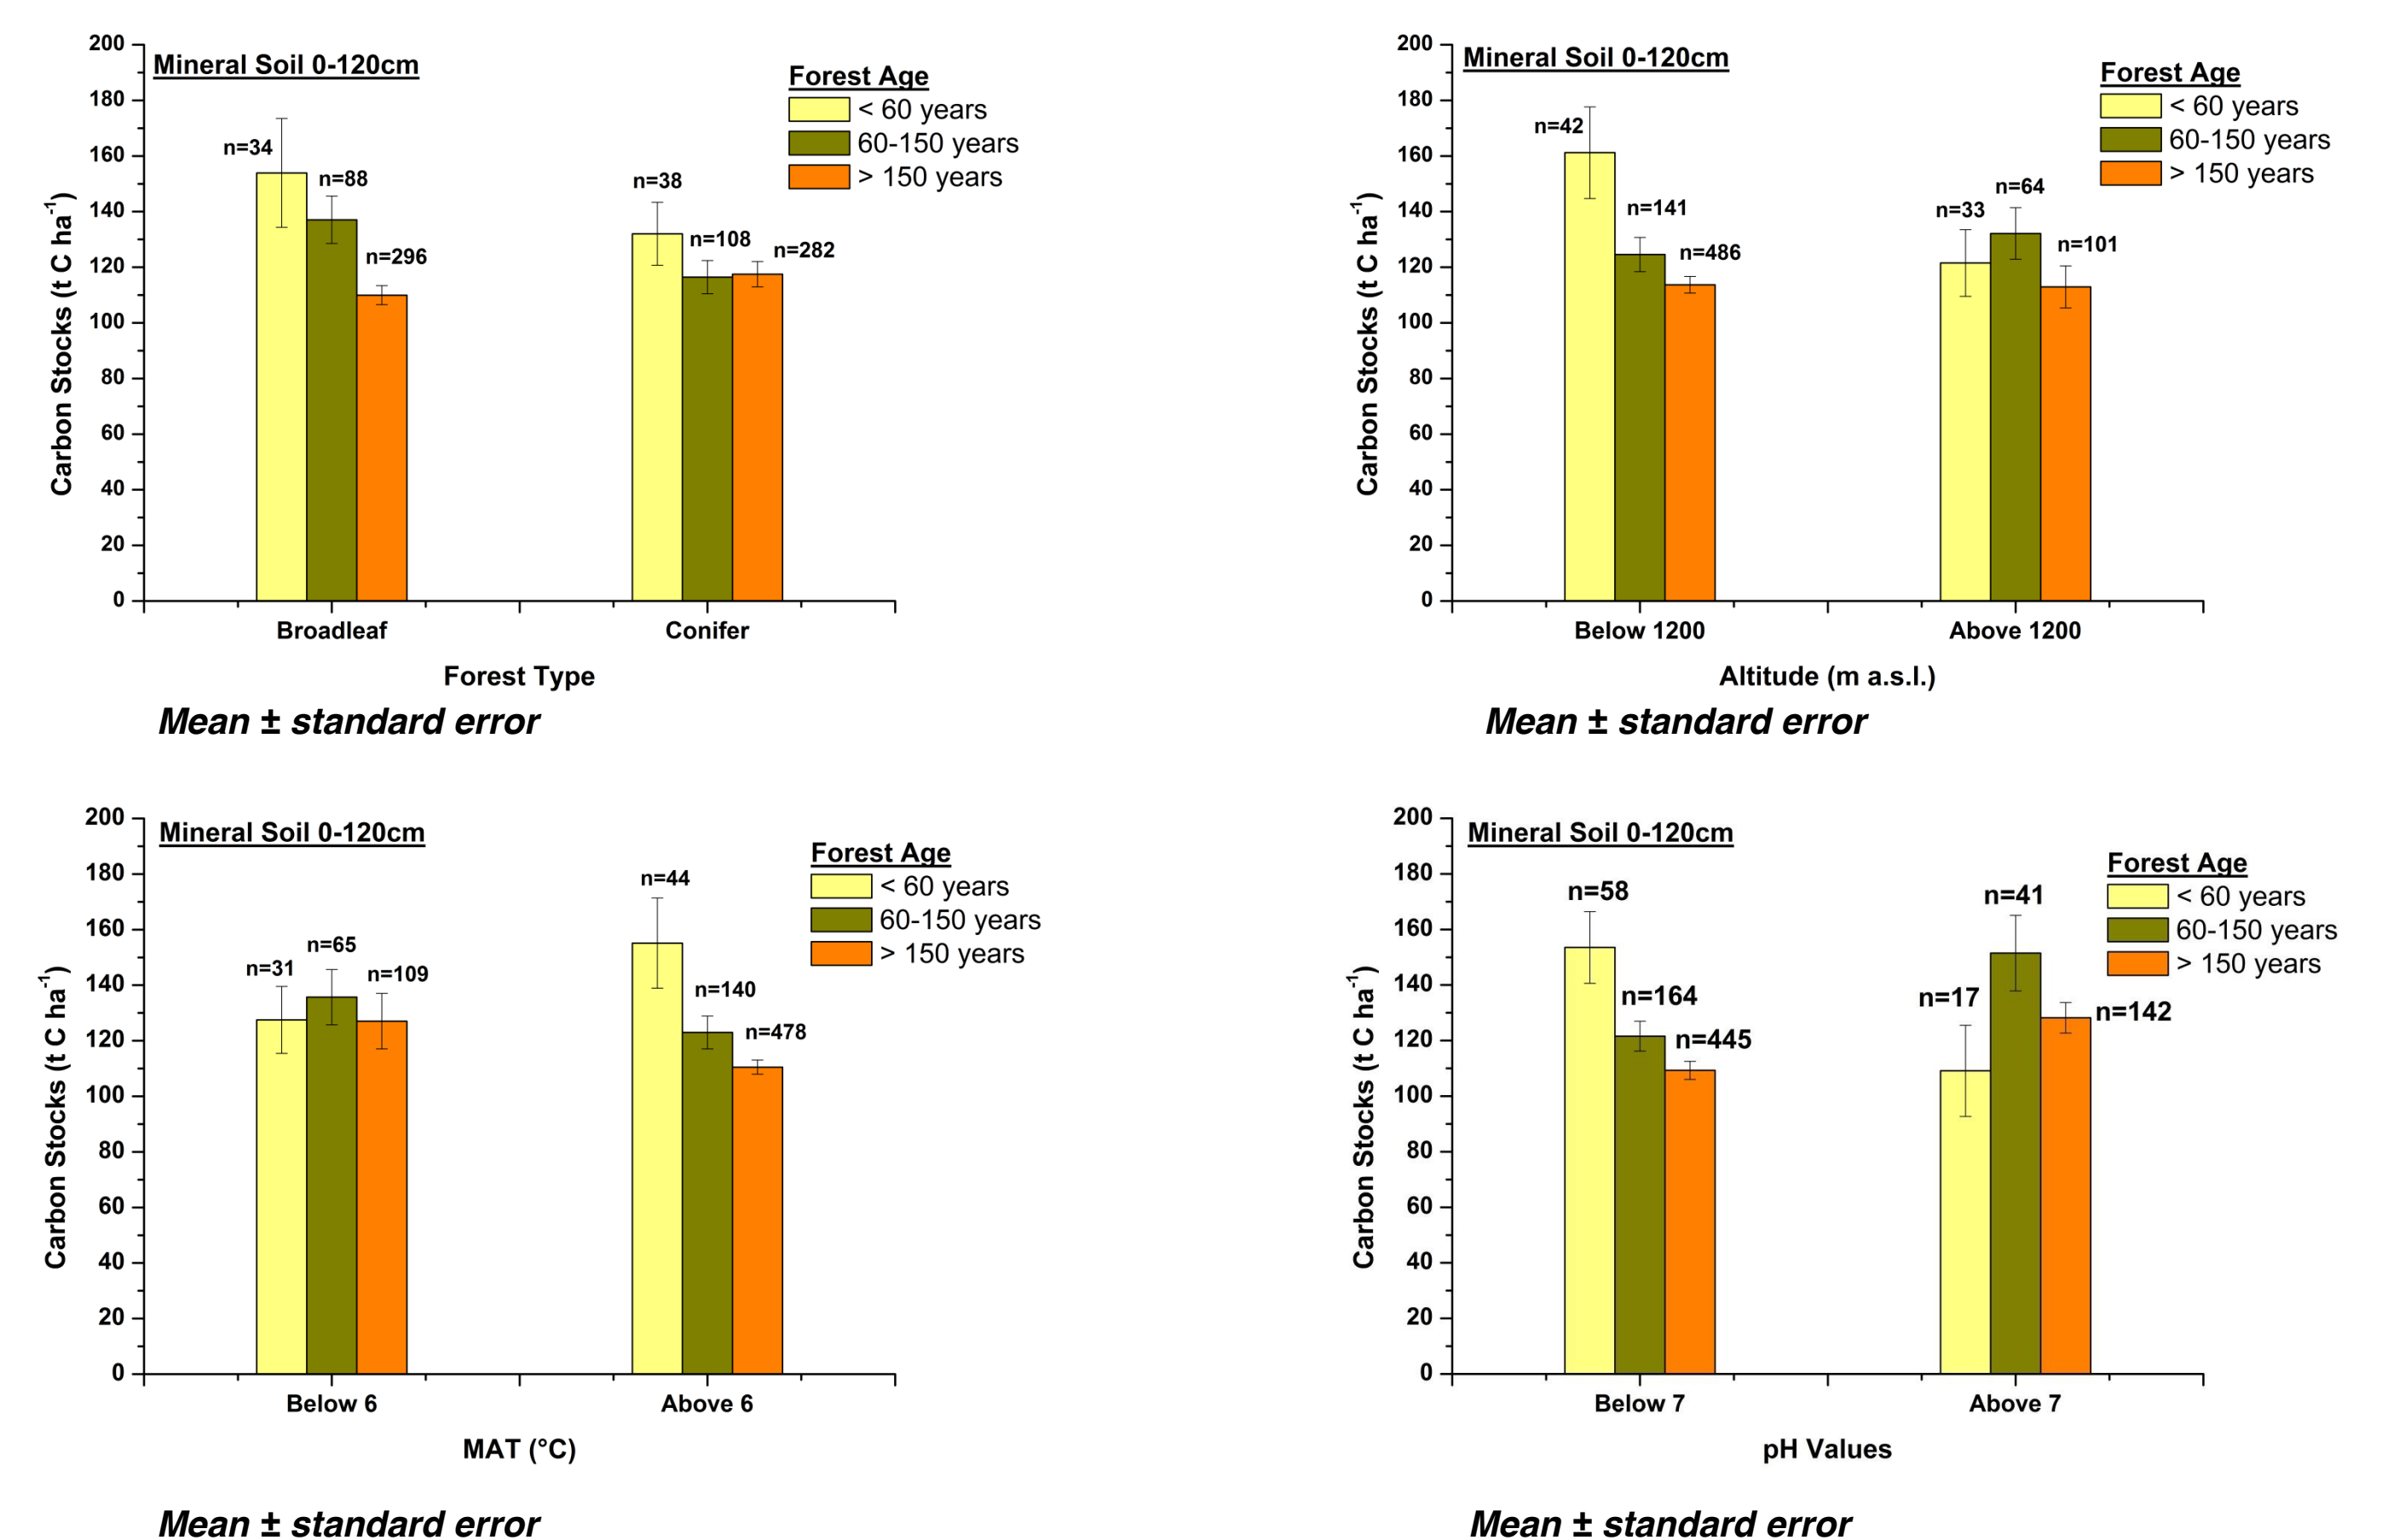 Mineral Soil 0-120cm
Forest Age
< 60 years
60-150 years
> 150 years
Carbon Stocks (t C ha⁻¹)
200
180
160
140
120
100
80
60
40
20
0
n=34
n=88
n=296
n=38
n=108
n=282
Broadleaf
Conifer
Forest Type
Mean ± standard error
Mineral Soil 0-120cm
Forest Age
< 60 years
60-150 years
> 150 years
Carbon Stocks (t C ha⁻¹)
200
180
160
140
120
100
80
60
40
20
0
n=42
n=141
n=486
n=33
n=64
n=101
Below 1200
Above 1200
Altitude (m a.s.l.)
Mean ± standard error
Mineral Soil 0-120cm
Forest Age
< 60 years
60-150 years
> 150 years
Carbon Stocks (t C ha⁻¹)
200
180
160
140
120
100
80
60
40
20
0
n=31
n=65
n=109
n=44
n=140
n=478
Below 6
Above 6
MAT (°C)
Mean ± standard error
Mineral Soil 0-120cm
Forest Age
< 60 years
60-150 years
> 150 years
Carbon Stocks (t C ha⁻¹)
200
180
160
140
120
100
80
60
40
20
0
n=58
n=164
n=445
n=17
n=41
n=142
Below 7
Above 7
pH Values
Mean ± standard error